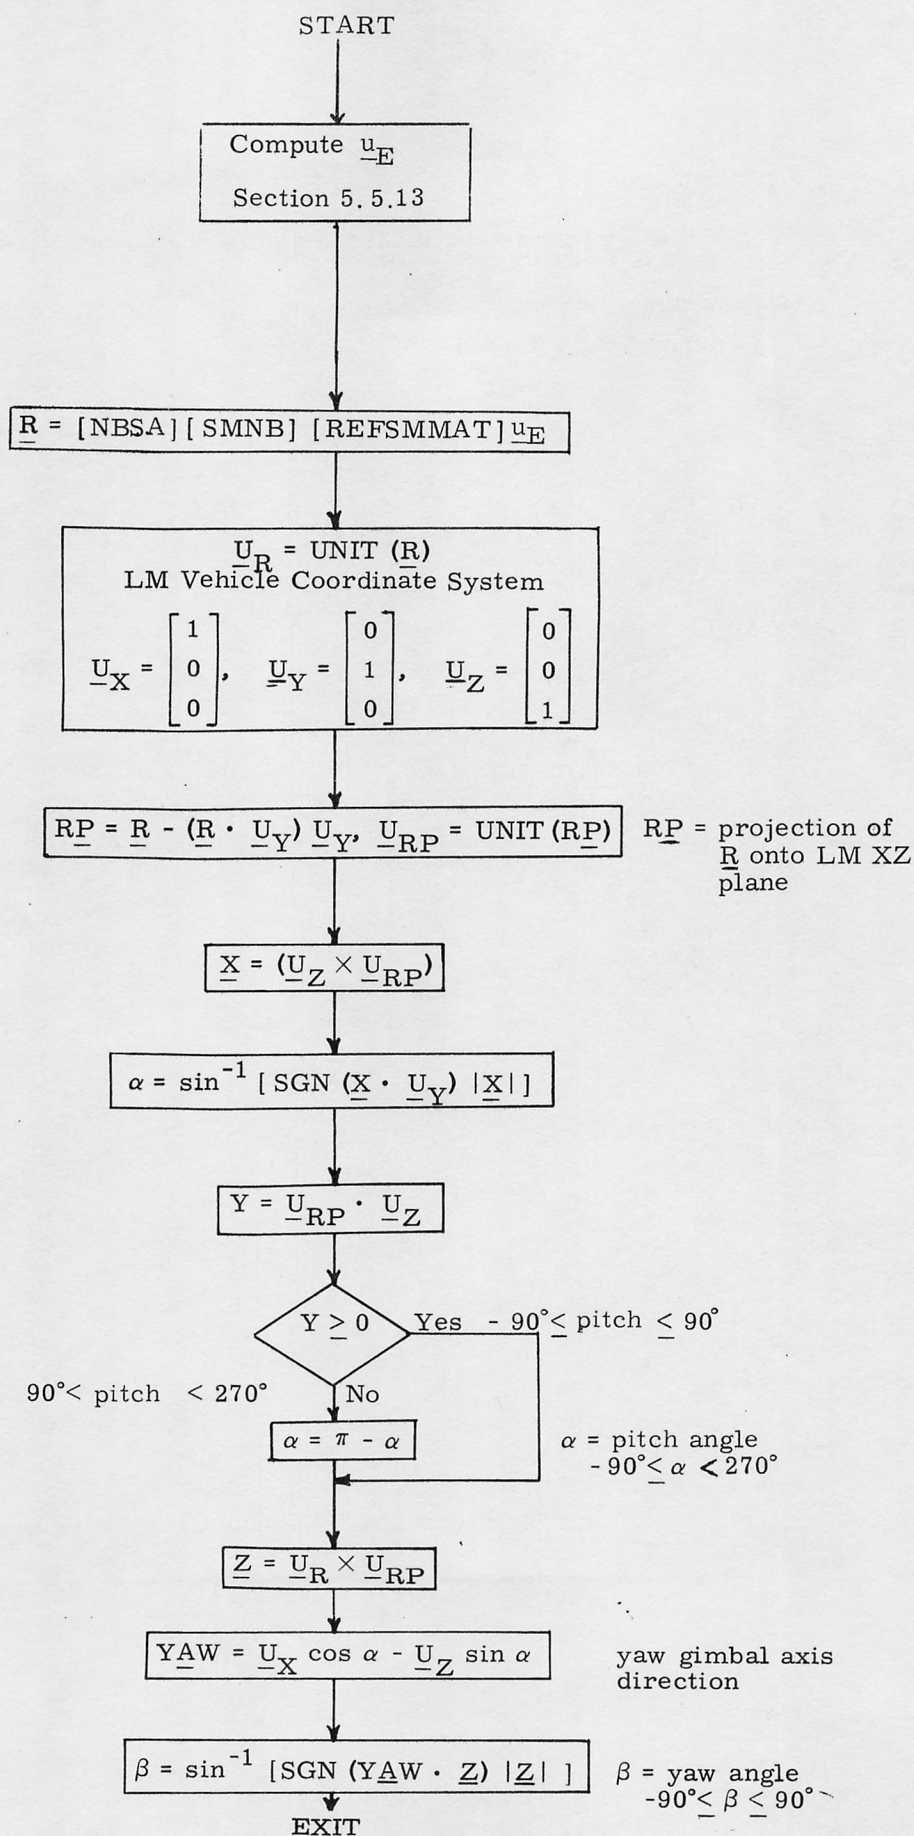 START
Compute u_E
Section 5.5.13
R = [NBSA] [SMNB] [REFSMMAT] u_E
U_R = UNIT (R)
LM Vehicle Coordinate System
U_X = [1 0 0], U_Y = [0 1 0], U_Z = [0 0 1]
RP = R - (R · U_Y) U_Y, U_RP = UNIT (RP)
RP = projection of
R onto LM XZ
plane
X = (U_Z × U_RP)
α = sin⁻¹ [SGN (X · U_Y) |X|]
Y = U_RP · U_Z
Y ≥ 0
Yes
- 90° ≤ pitch ≤ 90°
90° < pitch < 270°
No
α = π - α
α = pitch angle
- 90° ≤ α < 270°
Z = U_R × U_RP
YAW = U_X cos α - U_Z sin α
yaw gimbal axis
direction
β = sin⁻¹ [SGN (YAW · Z) |Z| ]
β = yaw angle
-90° ≤ β ≤ 90°
EXIT